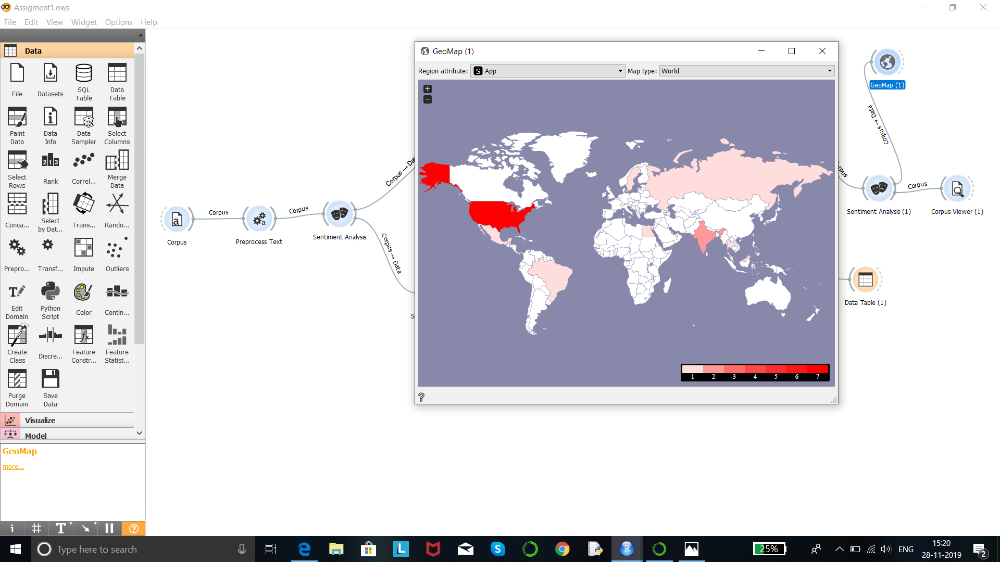 Assigment1.ows
File Edit View Widget Options Help
«
Data
File Datasets SQL Table Data Table
Paint Data Data Info Data Sampler Select Columns
Select Rows Rank Correl... Merge Data
Conca... Select by Dat... Trans... Rando...
Prepro... Transf... Impute Outliers
Edit Domain Python Script Color Contin...
Create Class Discre... Feature Constr... Feature Statist...
Purge Domain Save Data
Visualize
Model
GeoMap
more...
Corpus
Corpus
Preprocess Text
Corpus
Sentiment Analysis
Corpus → Da
Corpus → Data
S
GeoMap (1)
Region attribute: S App Map type: World
+
−
1 2 3 4 5 6 7
?
GeoMap (1)
Corpus → Data
rpus
Sentiment Analysis (1)
Corpus
Corpus Viewer (1)
Data Table (1)
Type here to search
25%
ENG
15:20
28-11-2019
2